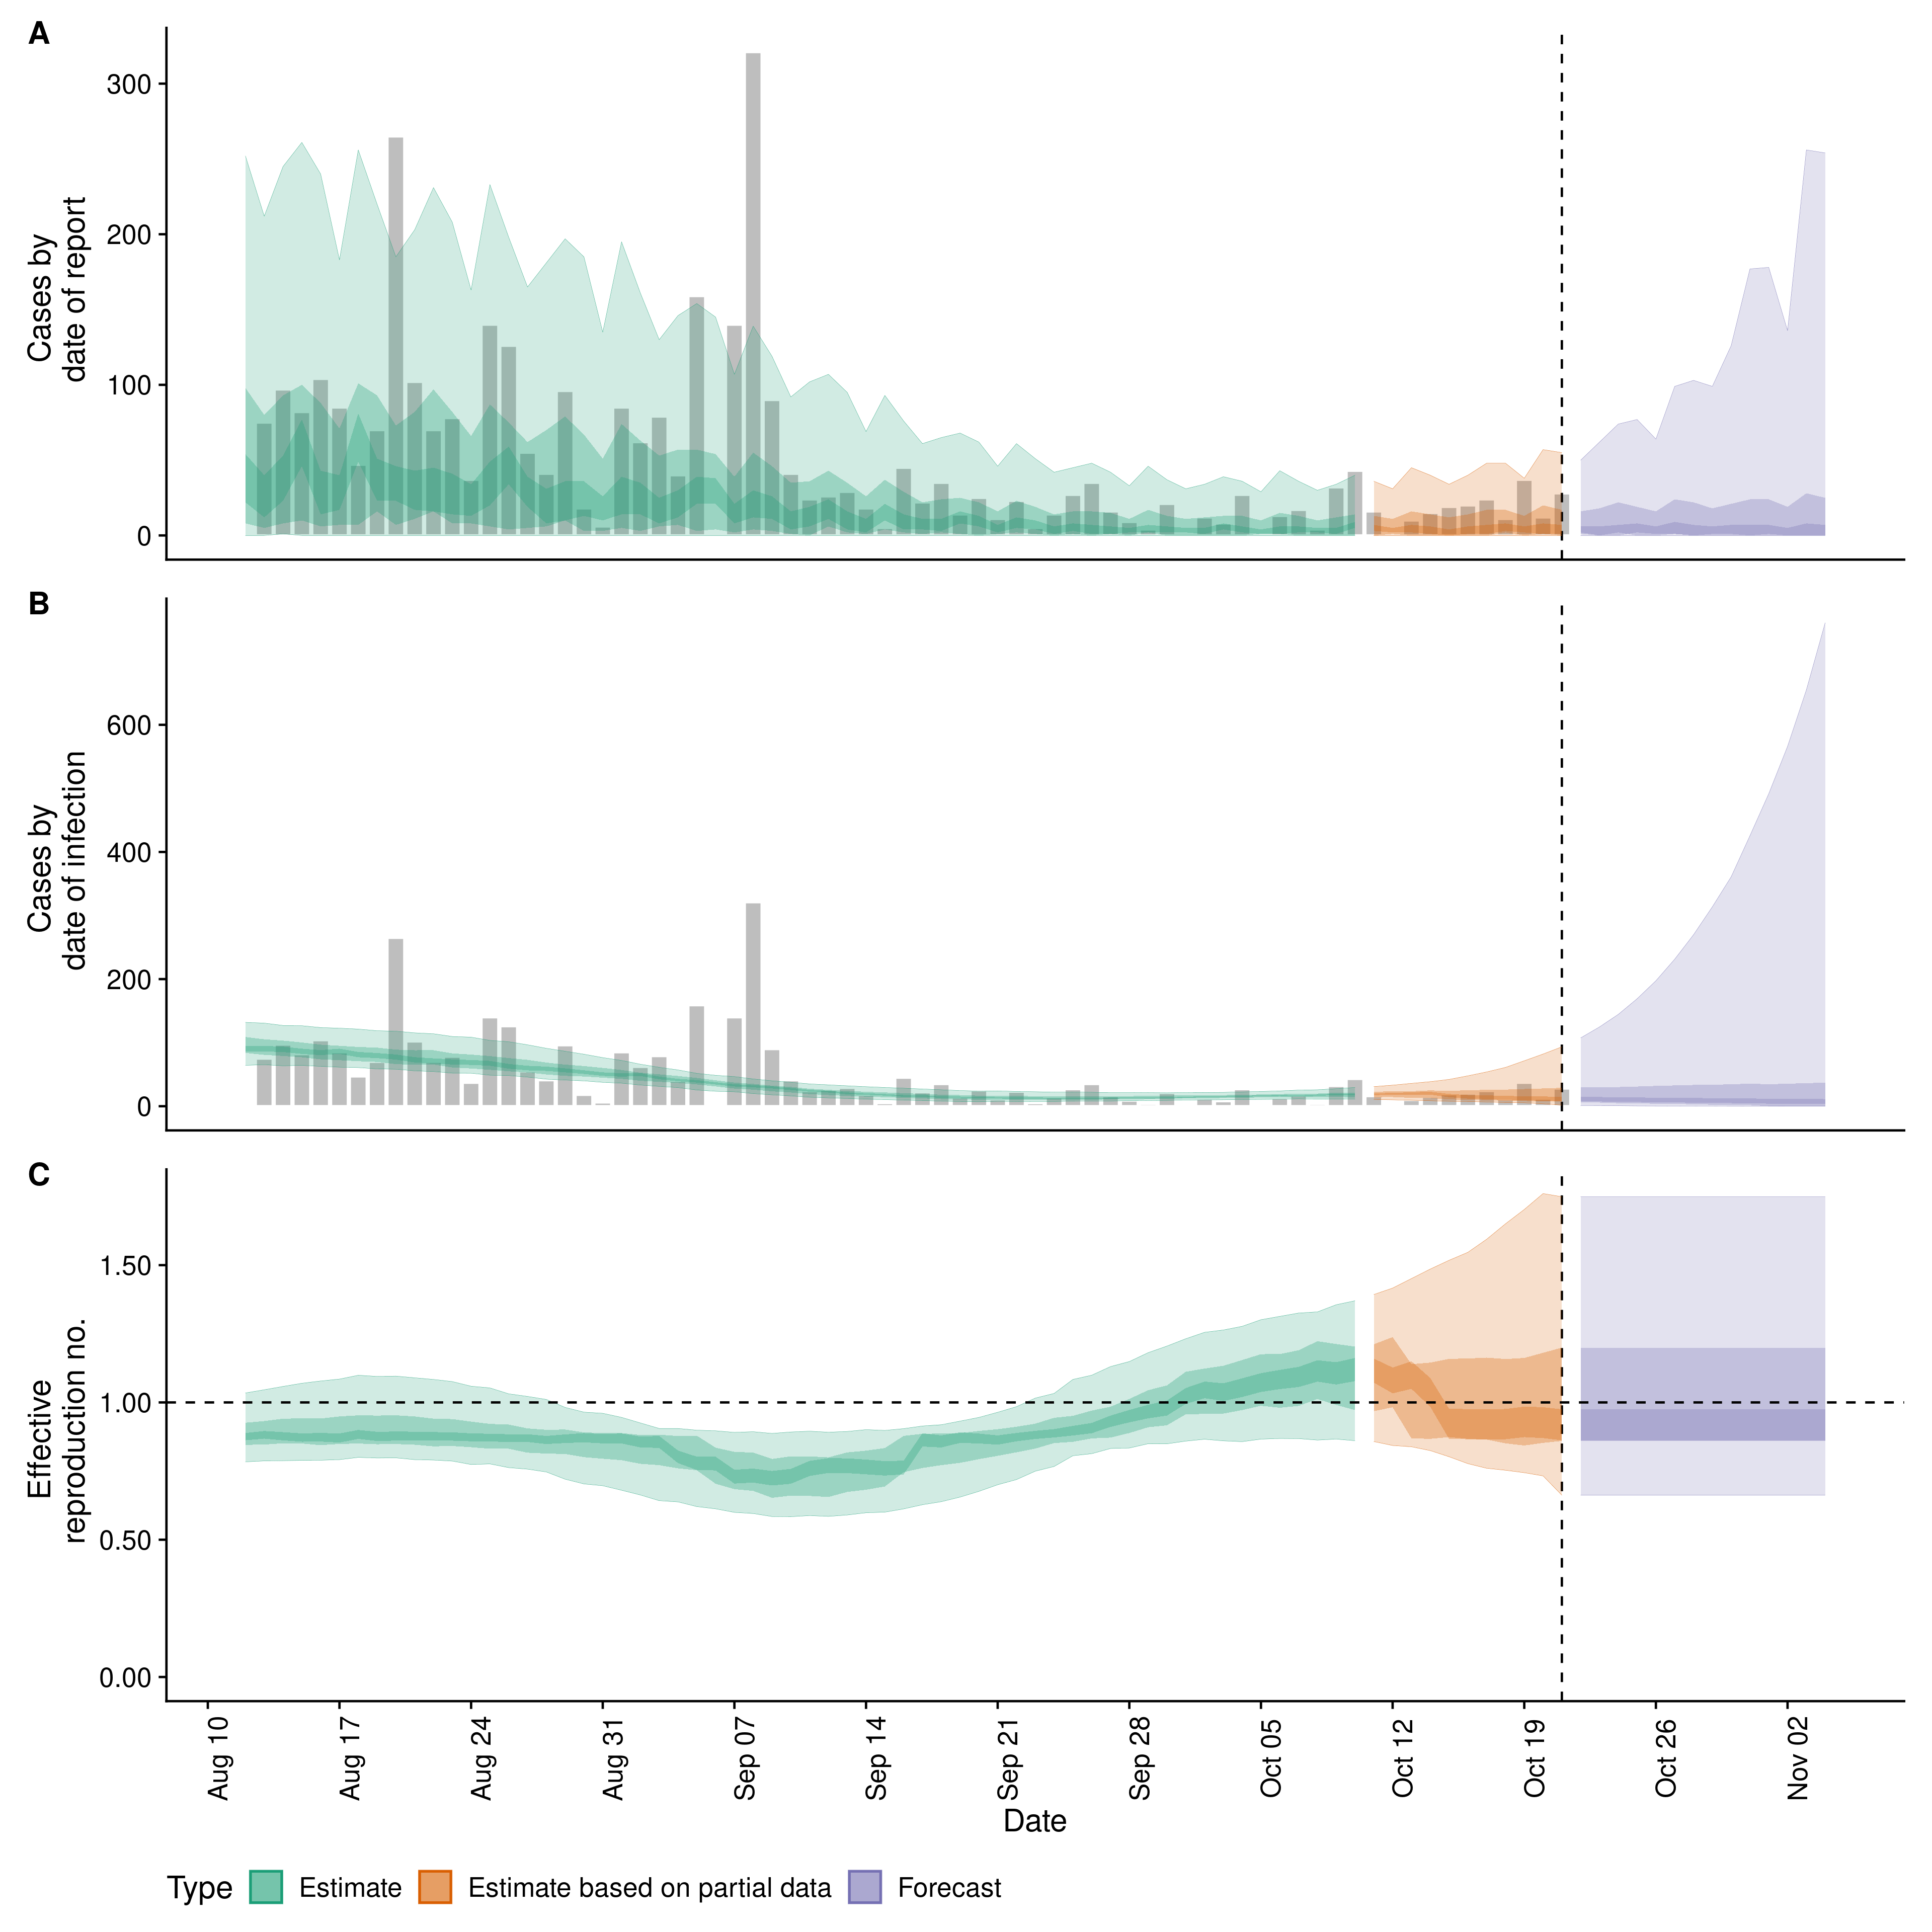 A
Cases by
date of report
300
200
100
0
B
Cases by
date of infection
600
400
200
0
C
Effective
reproduction no.
1.50
1.00
0.50
0.00
Aug 10
Aug 17
Aug 24
Aug 31
Sep 07
Sep 14
Sep 21
Sep 28
Oct 05
Oct 12
Oct 19
Oct 26
Nov 02
Date
Type Estimate Estimate based on partial data Forecast